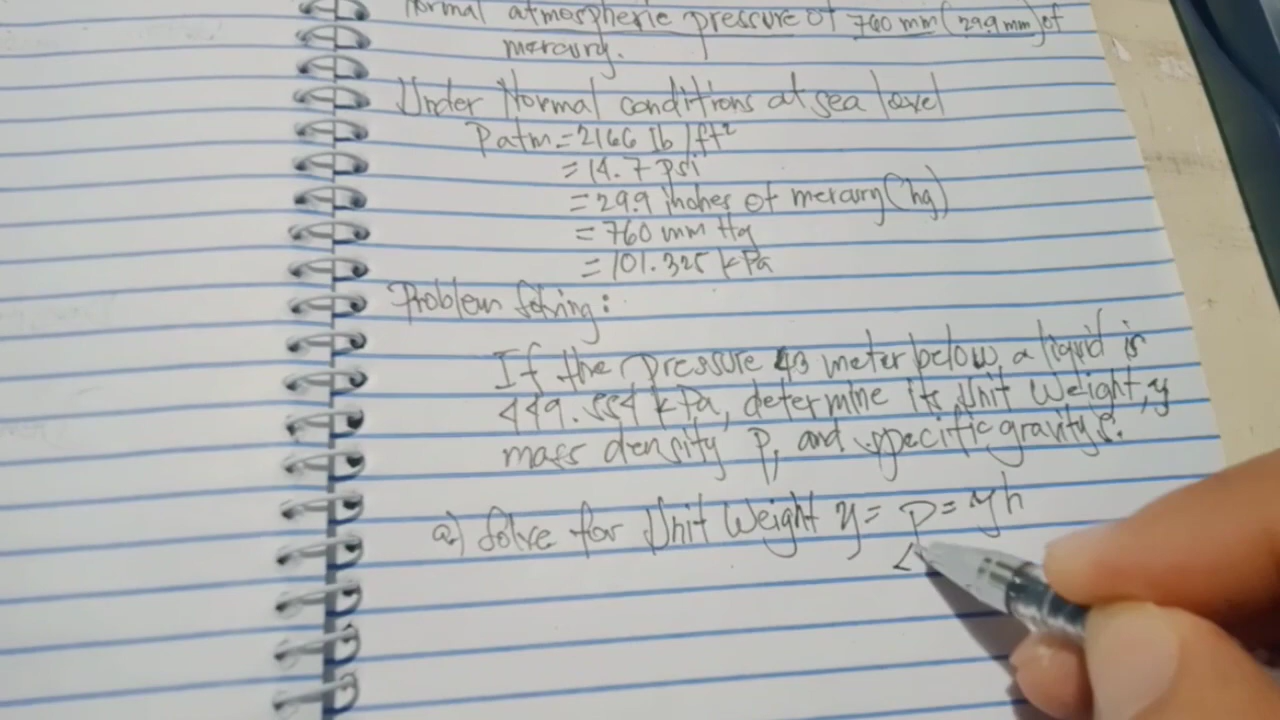 Normal atmospheric pressure of 760 mm (29.9 mm) of
mercury.
Under Normal conditions at sea level
Patm = 2166 lb/ft²
= 14.7 psi
= 29.9 inches of mercury (hg)
= 760 mm Hg
= 101.325 kPa
Problem Solving:
If the pressure 43 meter below a liquid is
449.554 kPa, determine its Unit Weight, y
mass density P, and specific gravity S.
a.) Solve for Unit Weight y = P = yh